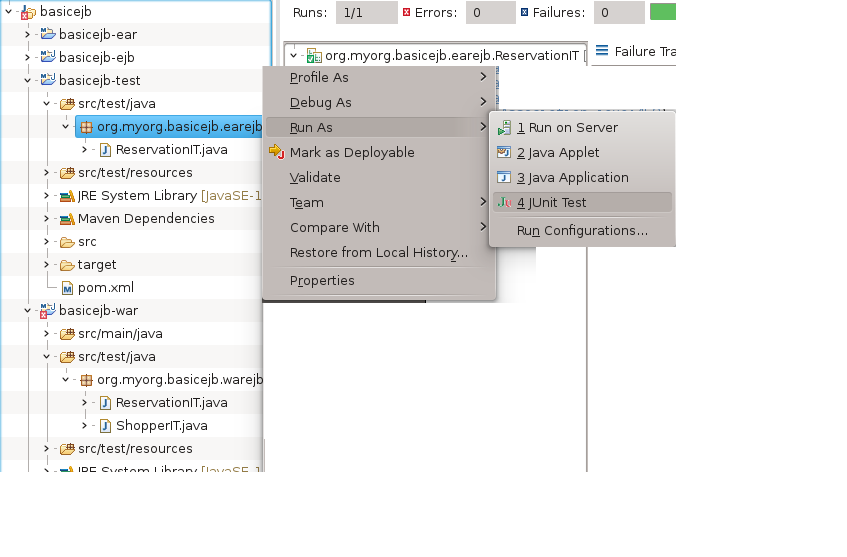 basicejb
basicejb-ear
basicejb-ejb
basicejb-test
src/test/java
org.myorg.basicejb.earejb
ReservationIT.java
src/test/resources
JRE System Library [JavaSE-1
Maven Dependencies
src
target
pom.xml
basicejb-war
src/main/java
src/test/java
org.myorg.basicejb.warejb
ReservationIT.java
ShopperIT.java
src/test/resources
JRE System Library [JavaSE-1
Runs: 1/1 Errors: 0 Failures: 0
org.myorg.basicejb.earejb.ReservationIT [
Failure Tra
Profile As
Debug As
Run As
Mark as Deployable
Validate
Team
Compare With
Restore from Local History...
Properties
1 Run on Server
2 Java Applet
3 Java Application
4 JUnit Test
Run Configurations...